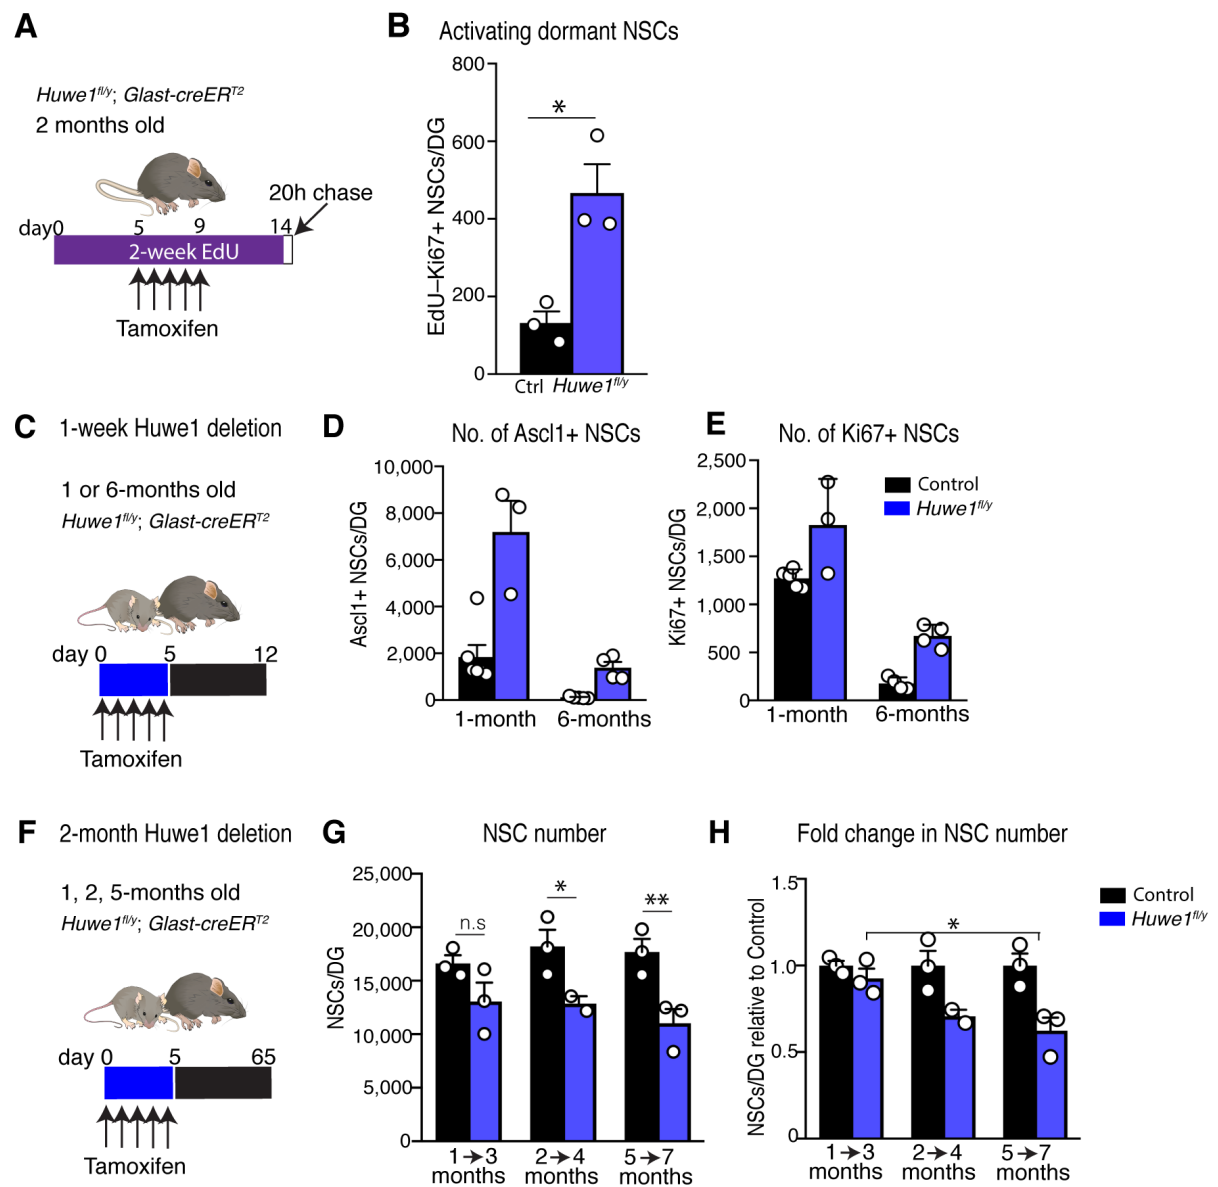 A
Huwe1fl/y; Glast-creERT2
2 months old
20h chase
day0 5 9 14
2-week EdU
Tamoxifen
B
Activating dormant NSCs
EdU–Ki67+ NSCs/DG
800
600
400
200
0
*
Ctrl Huwe1fl/y
C 1-week Huwe1 deletion
1 or 6-months old
Huwe1fl/y; Glast-creERT2
day 0 5 12
Tamoxifen
D
No. of Ascl1+ NSCs
Ascl1+ NSCs/DG
10,000
8,000
6,000
4,000
2,000
0
1-month 6-months
E
No. of Ki67+ NSCs
Ki67+ NSCs/DG
2,500
2,000
1,500
1,000
500
0
1-month 6-months
Control
Huwe1fl/y
F 2-month Huwe1 deletion
1, 2, 5-months old
Huwe1fl/y; Glast-creERT2
day 0 5 65
Tamoxifen
G
NSC number
NSCs/DG
25,000
20,000
15,000
10,000
5,000
0
n.s
*
**
1→3 2→4 5→7
months months months
H
Fold change in NSC number
NSCs/DG relative to Control
1.5
1.0
0.5
0
*
1→3 2→4 5→7
months months months
Control
Huwe1fl/y